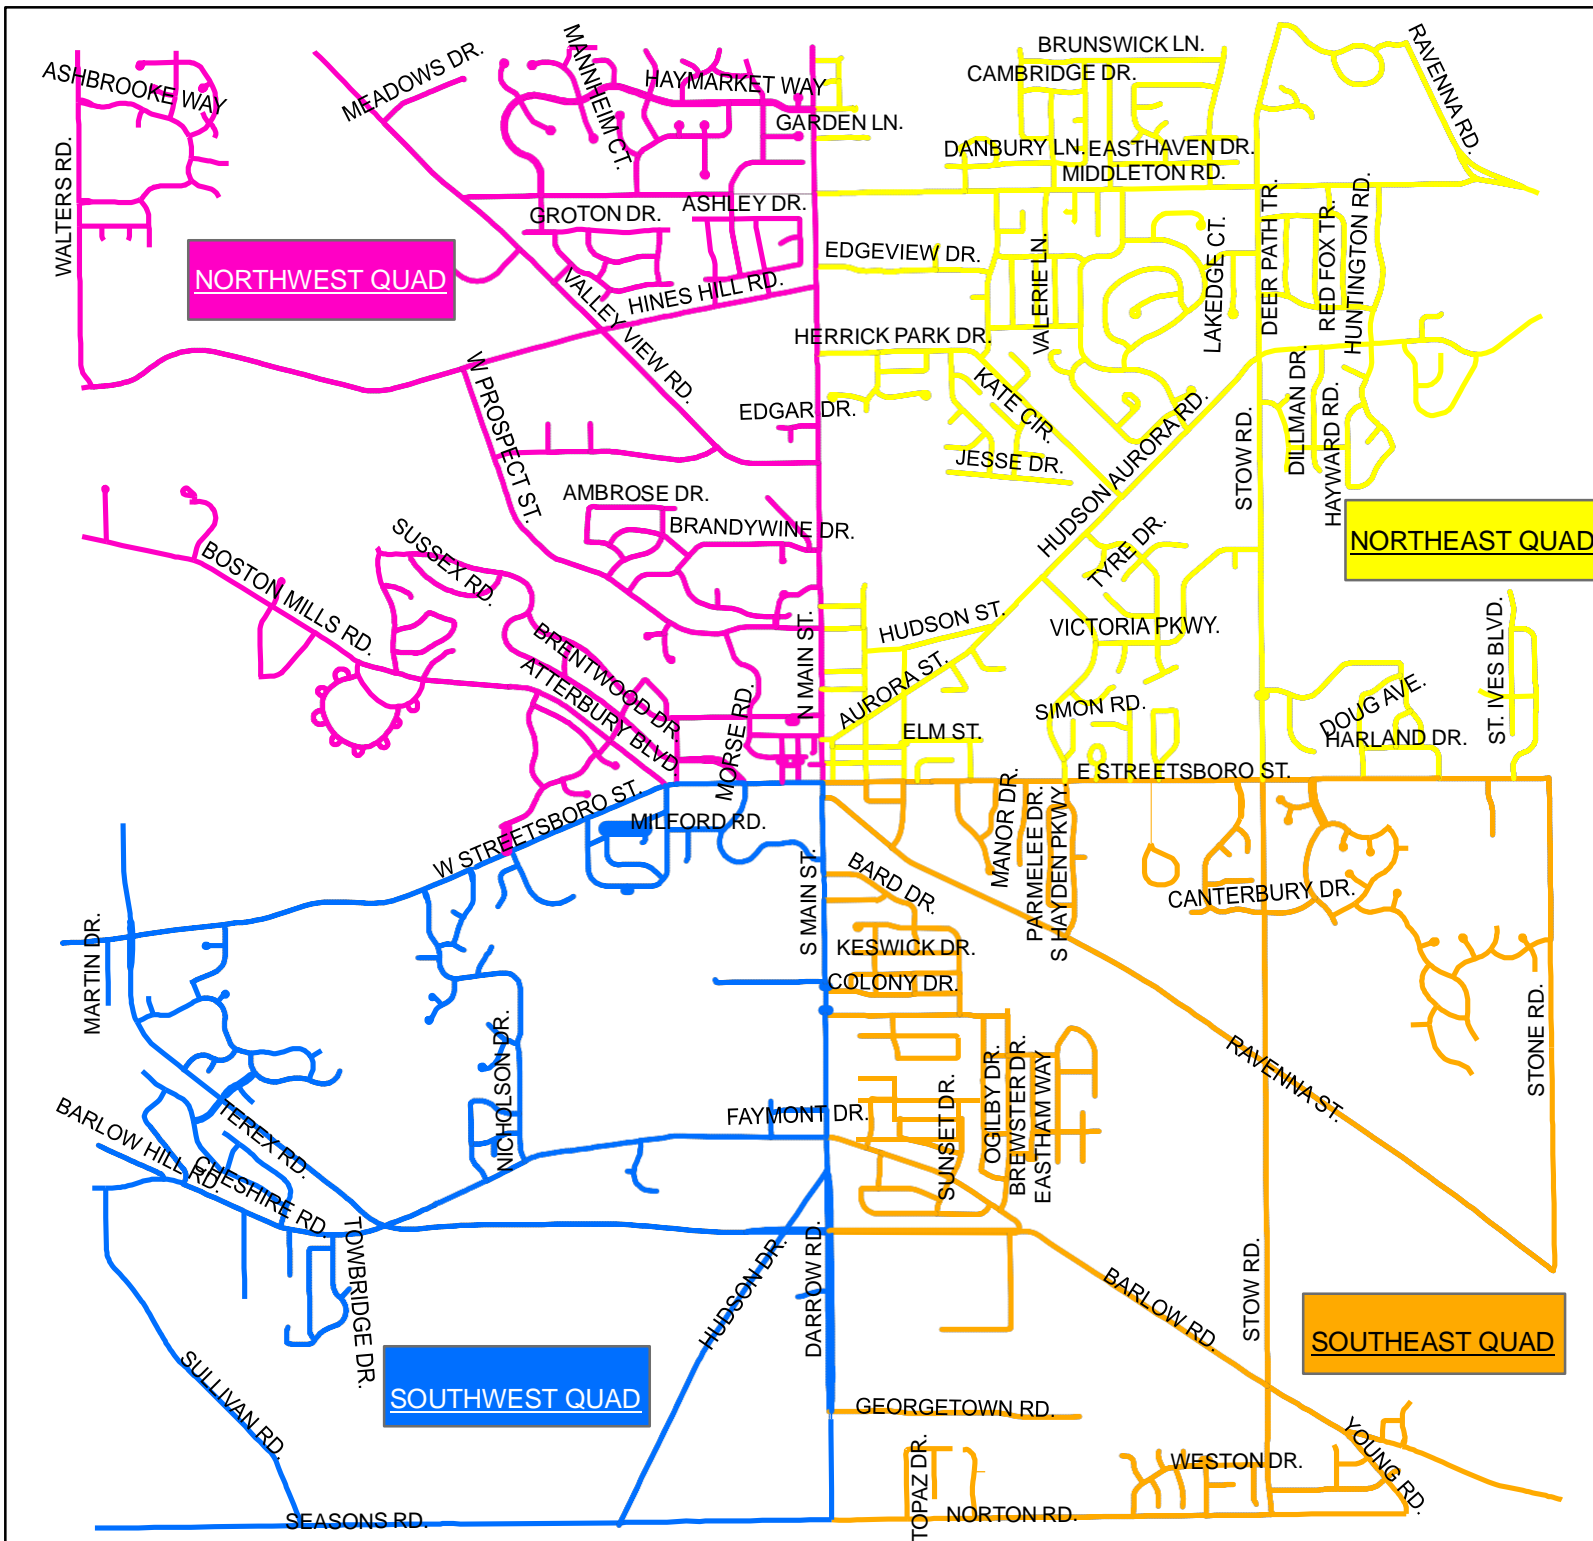 BRUNSWICK LN.
RAVENNA RD.
MEADOWS DR.
MANNHEIM CT.
CAMBRIDGE DR.
ASHBROOKE WAY
HAYMARKET WAY
GARDEN LN.
DANBURY LN.
EASTHAVEN DR.
MIDDLETON RD.
WALTERS RD.
GROTON DR.
ASHLEY DR.
EDGEVIEW DR.
VALERIE LN.
LAKEDGE CT.
DEER PATH TR.
RED FOX TR.
HUNTINGTON RD.
NORTHWEST QUAD
VALLEY VIEW RD.
HINES HILL RD.
HERRICK PARK DR.
W PROSPECT ST.
EDGAR DR.
KATE CIR.
JESSE DR.
HUDSON AURORA RD.
STOW RD.
DILLMAN DR.
HAYWARD RD.
AMBROSE DR.
BRANDYWINE DR.
NORTHEAST QUAD
SUSSEX RD.
BOSTON MILLS RD.
TYRE DR.
HUDSON ST.
VICTORIA PKWY.
ST. IVES BLVD.
BRENTWOOD DR.
ATTERBURY BLVD.
MORSE RD.
N MAIN ST.
AURORA ST.
SIMON RD.
DOUG AVE.
HARLAND DR.
ELM ST.
E STREETSBORO ST.
W STREETSBORO ST.
MILFORD RD.
MANOR DR.
PARMELEE DR.
S HAYDEN PKWY.
BARD DR.
CANTERBURY DR.
S MAIN ST.
MARTIN DR.
KESWICK DR.
COLONY DR.
NICHOLSON DR.
STONE RD.
RAVENNA ST.
BARLOW HILL RD.
TEREX RD.
FAYMONT DR.
SUNSET DR.
OGILBY DR.
BREWSTER DR.
EASTHAM WAY
CHESHIRE RD.
TOWBRIDGE DR.
HUDSON DR.
DARROW RD.
BARLOW RD.
STOW RD.
SOUTHEAST QUAD
SULLIVAN RD.
SOUTHWEST QUAD
GEORGETOWN RD.
TOPAZ DR.
WESTON DR.
YOUNG RD.
SEASONS RD.
NORTON RD.